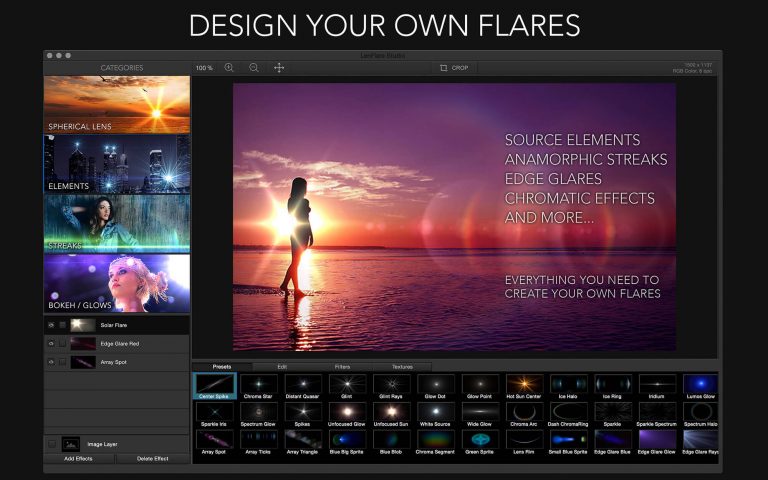 DESIGN YOUR OWN FLARES
LenFlare Studio
CATEGORIES
100 %
CROP
1500 x 1137
RGB Color, 8 bpc
SPHERICAL LENS
ELEMENTS
STREAKS
BOKEH / GLOWS
SOURCE ELEMENTS
ANAMORPHIC STREAKS
EDGE GLARES
CHROMATIC EFFECTS
AND MORE...
EVERYTHING YOU NEED TO
CREATE YOUR OWN FLARES
Solar Flare
Edge Glare Red
Array Spot
Image Layer
Add Effects Delete Effect
Presets Edit Filters Textures
Center Spike Chroma Star Distant Quasar Glint Glint Rays Glow Dot Glow Point Hot Sun Center Ice Halo Ice Ring Iridium Lumos Glow
Sparkle Iris Spectrum Glow Spikes Unfocused Glow Unfocused Sun White Source Wide Glow Chroma Arc Dash ChromaRing Sparkle Sparkle Spectrum Spectrum Halo
Array Spot Array Ticks Array Triangle Blue Big Sprite Blue Blob Chroma Segment Green Sprite Lens Film Small Blue Sprite Edge Glare Blue Edge Glare Glow Edge Glare Rays